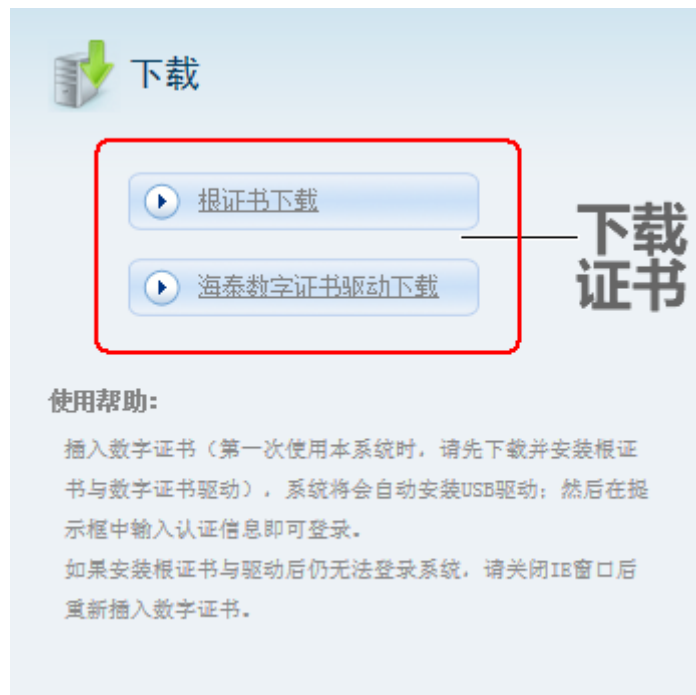 下载
根证书下载
海泰数字证书驱动下载
下载
证书
使用帮助：
插入数字证书（第一次使用本系统时，请先下载并安装根证
书与数字证书驱动），系统将会自动安装USB驱动；然后在提
示框中输入认证信息即可登录。
如果安装根证书与驱动后仍无法登录系统，请关闭IE窗口后
重新插入数字证书。